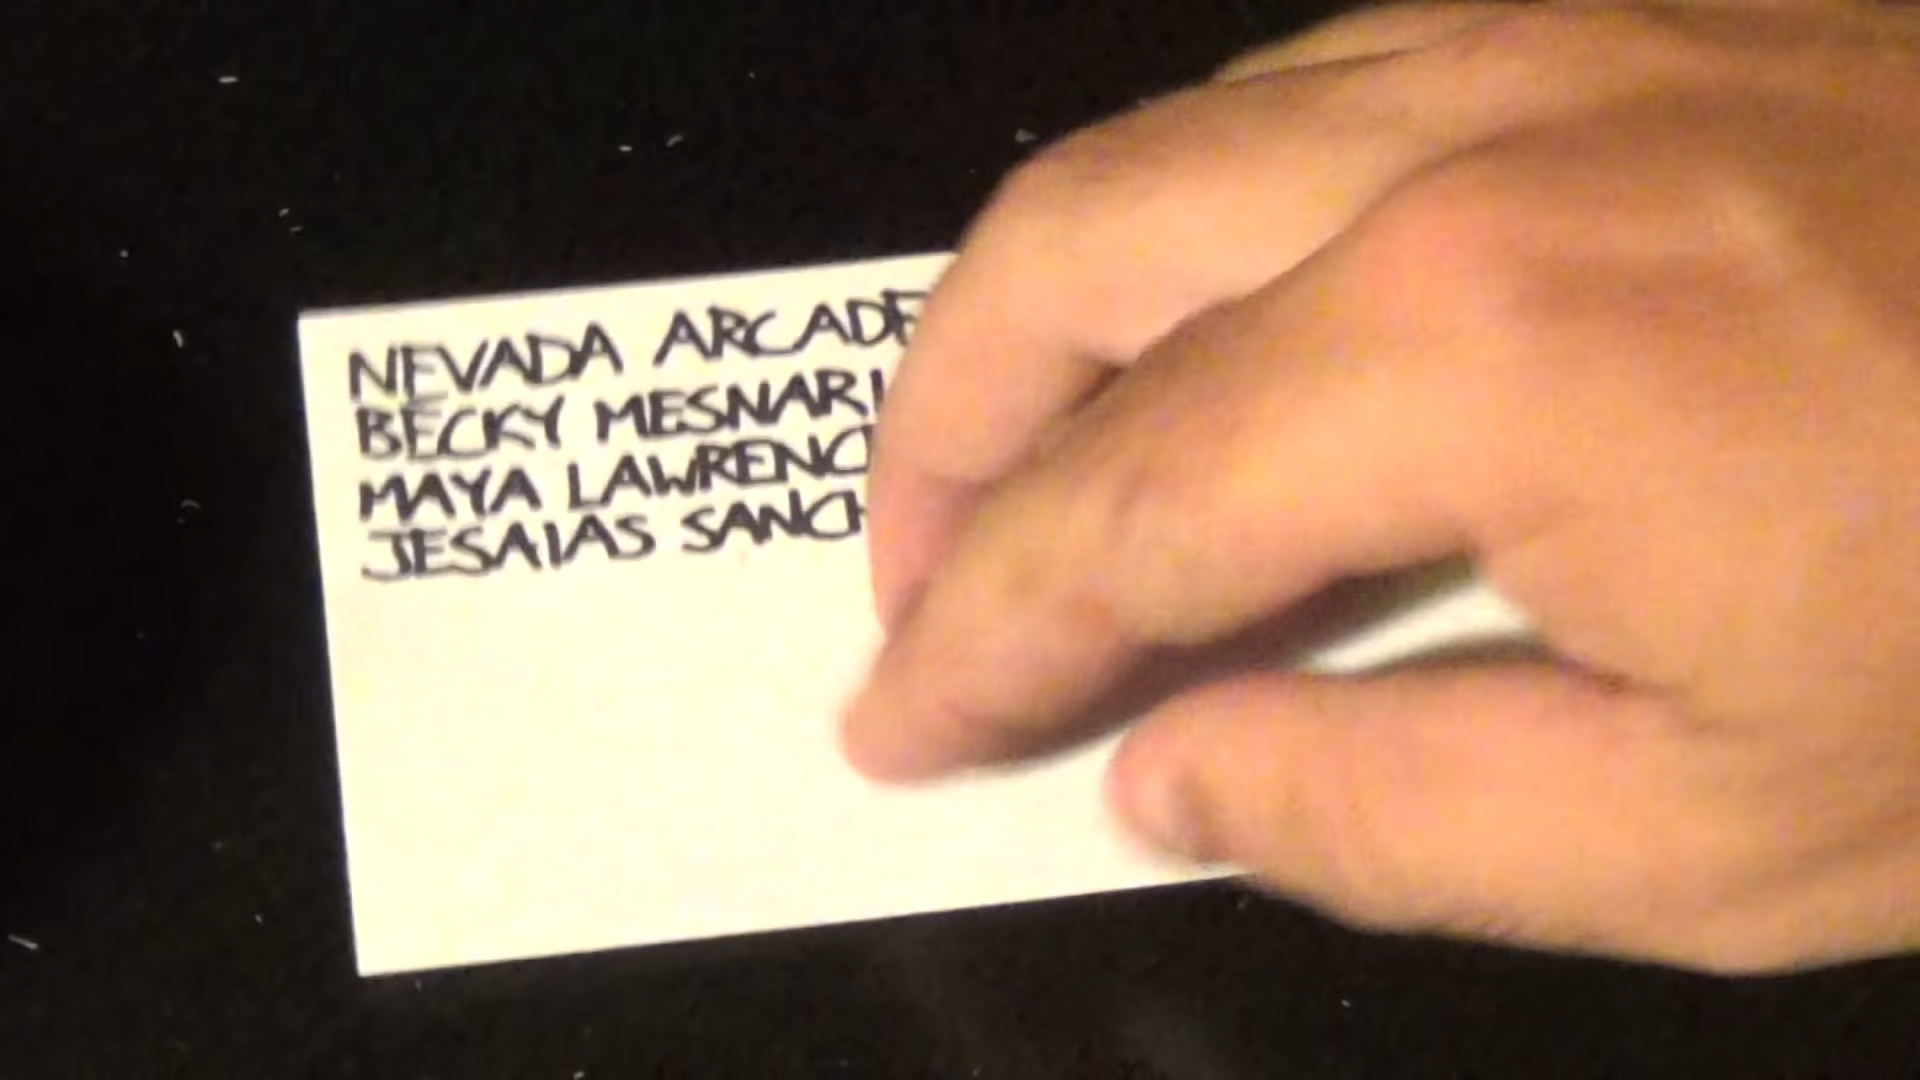 NEVADA ARCADE
BECKY MESNARI
MAYA LAWRENC
JESAIAS SANCH